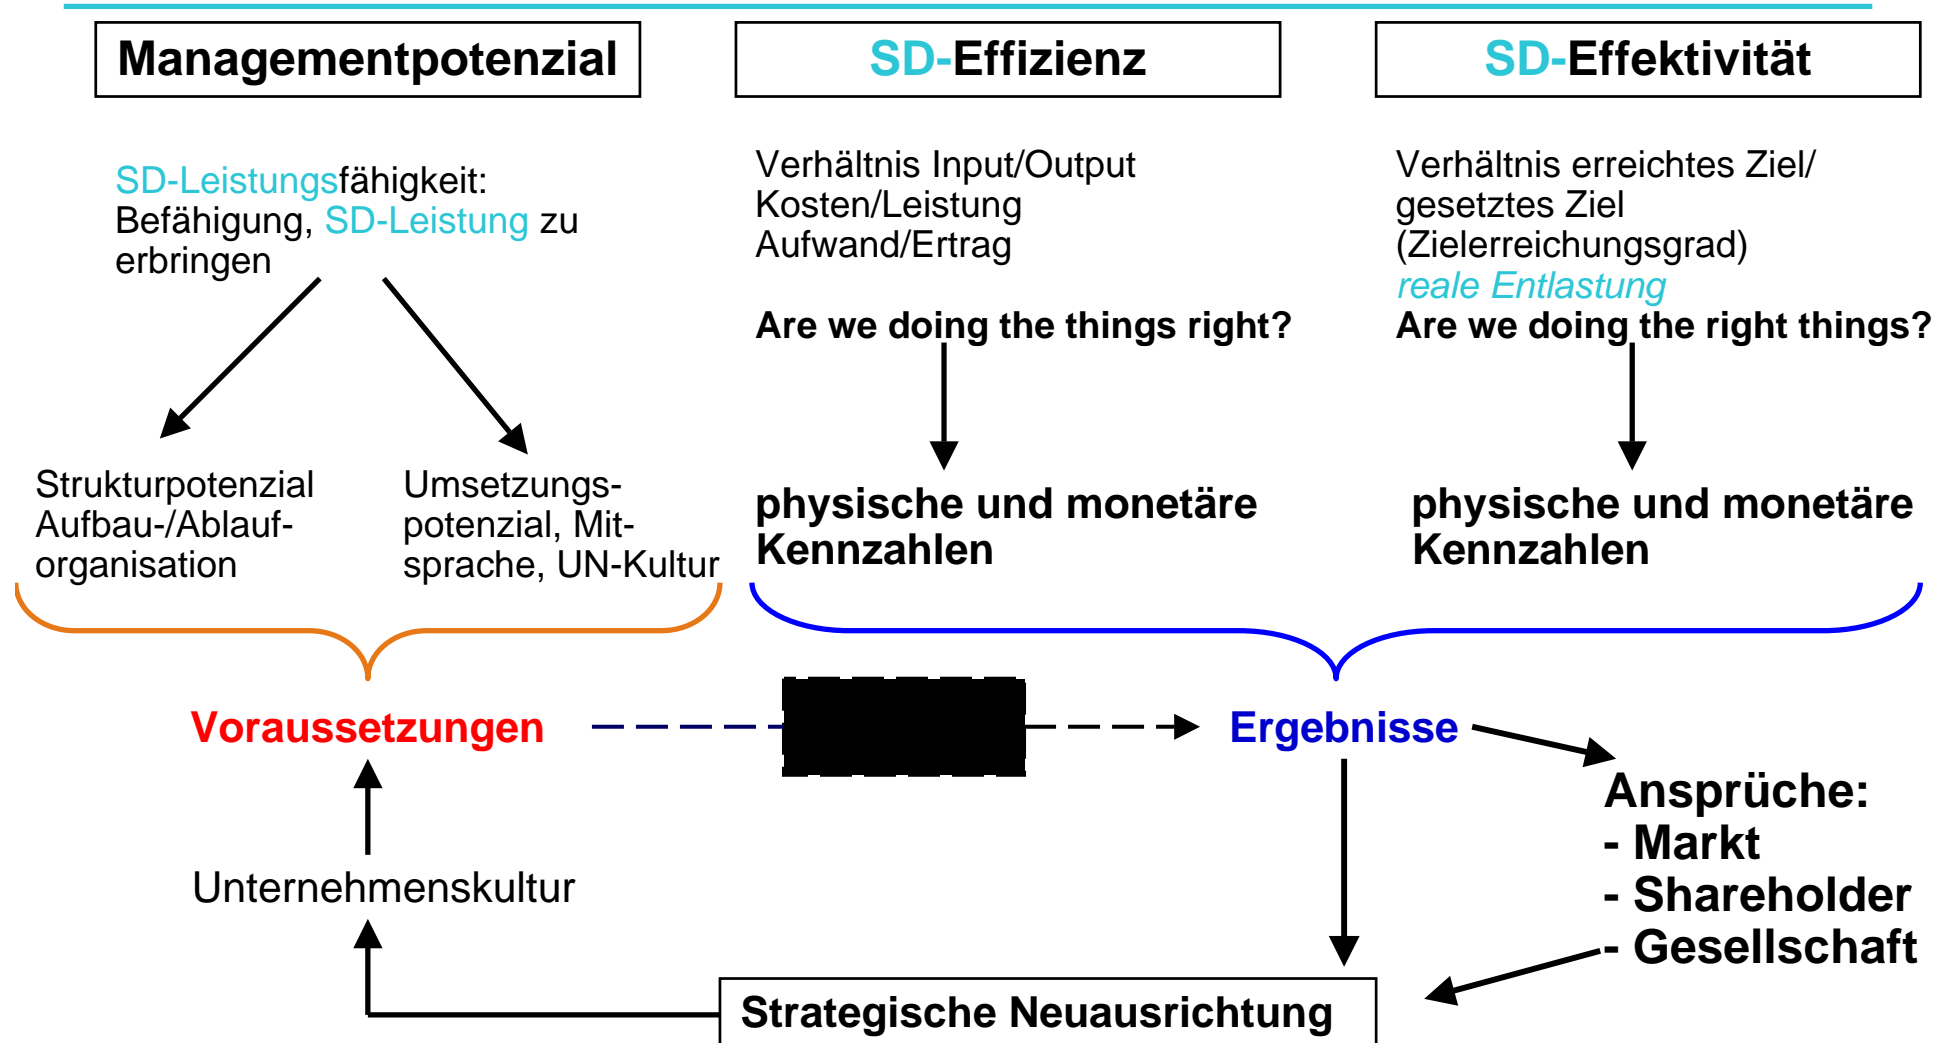 Managementpotenzial
SD-Leistungsfähigkeit:
Befähigung, SD-Leistung zu
erbringen
Strukturpotenzial
Aufbau-/Ablauf-
organisation
Umsetzungs-
potenzial, Mit-
sprache, UN-Kultur
SD-Effizienz
Verhältnis Input/Output
Kosten/Leistung
Aufwand/Ertrag
Are we doing the things right?
physische und monetäre
Kennzahlen
SD-Effektivität
Verhältnis erreichtes Ziel/
gesetztes Ziel
(Zielerreichungsgrad)
reale Entlastung
Are we doing the right things?
physische und monetäre
Kennzahlen
Voraussetzungen
Ergebnisse
Ansprüche:
- Markt
- Shareholder
- Gesellschaft
Unternehmenskultur
Strategische Neuausrichtung